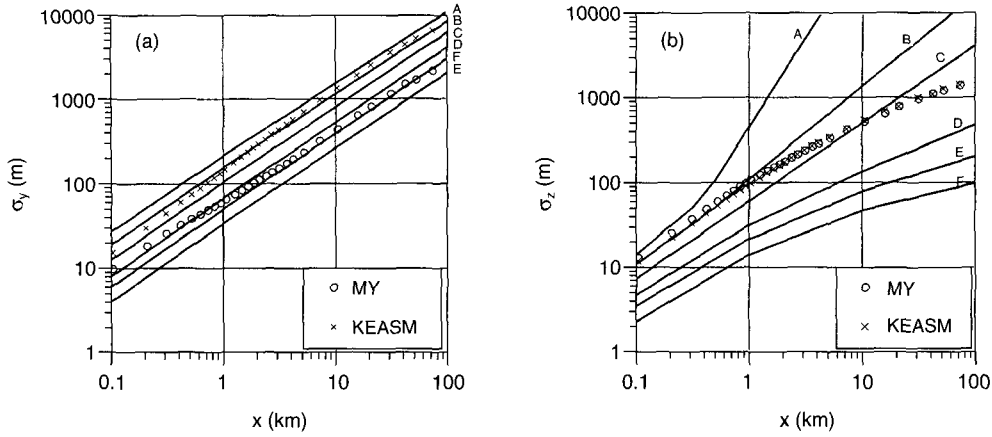 (a)
10000
1000
100
10
1
σy (m)
0.1 1 10 100
x (km)
A
B
C
D
F
E
○ MY
× KEASM
(b)
10000
1000
100
10
1
σz (m)
0.1 1 10 100
x (km)
A
B
C
D
E
F
○ MY
× KEASM